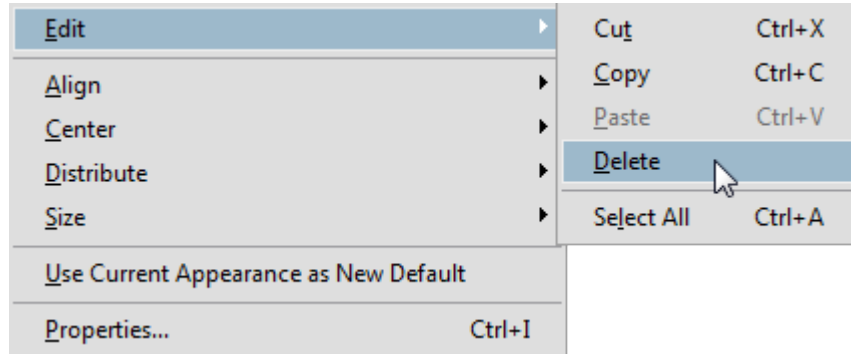 Edit
Align
Center
Distribute
Size
Use Current Appearance as New Default
Properties... Ctrl+I
Cut Ctrl+X
Copy Ctrl+C
Paste Ctrl+V
Delete
Select All Ctrl+A